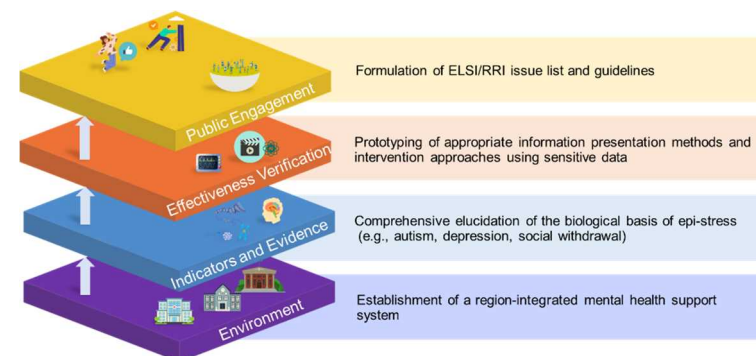 Public Engagement
Formulation of ELSI/RRI issue list and guidelines
Effectiveness Verification
Prototyping of appropriate information presentation methods and
intervention approaches using sensitive data
Indicators and Evidence
Comprehensive elucidation of the biological basis of epi-stress
(e.g., autism, depression, social withdrawal)
Environment
Establishment of a region-integrated mental health support
system